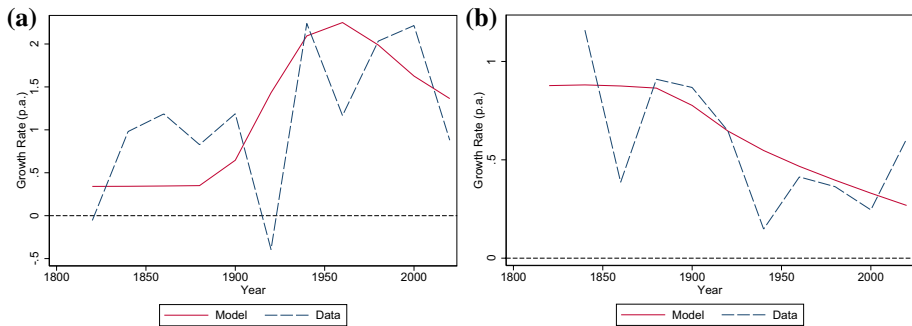 (a)
Growth Rate (p.a.)
2
1.5
1
.5
0
-.5
1800
1850
1900
1950
2000
Year
Model
Data
(b)
Growth Rate (p.a.)
1
.5
0
1800
1850
1900
1950
2000
Year
Model
Data